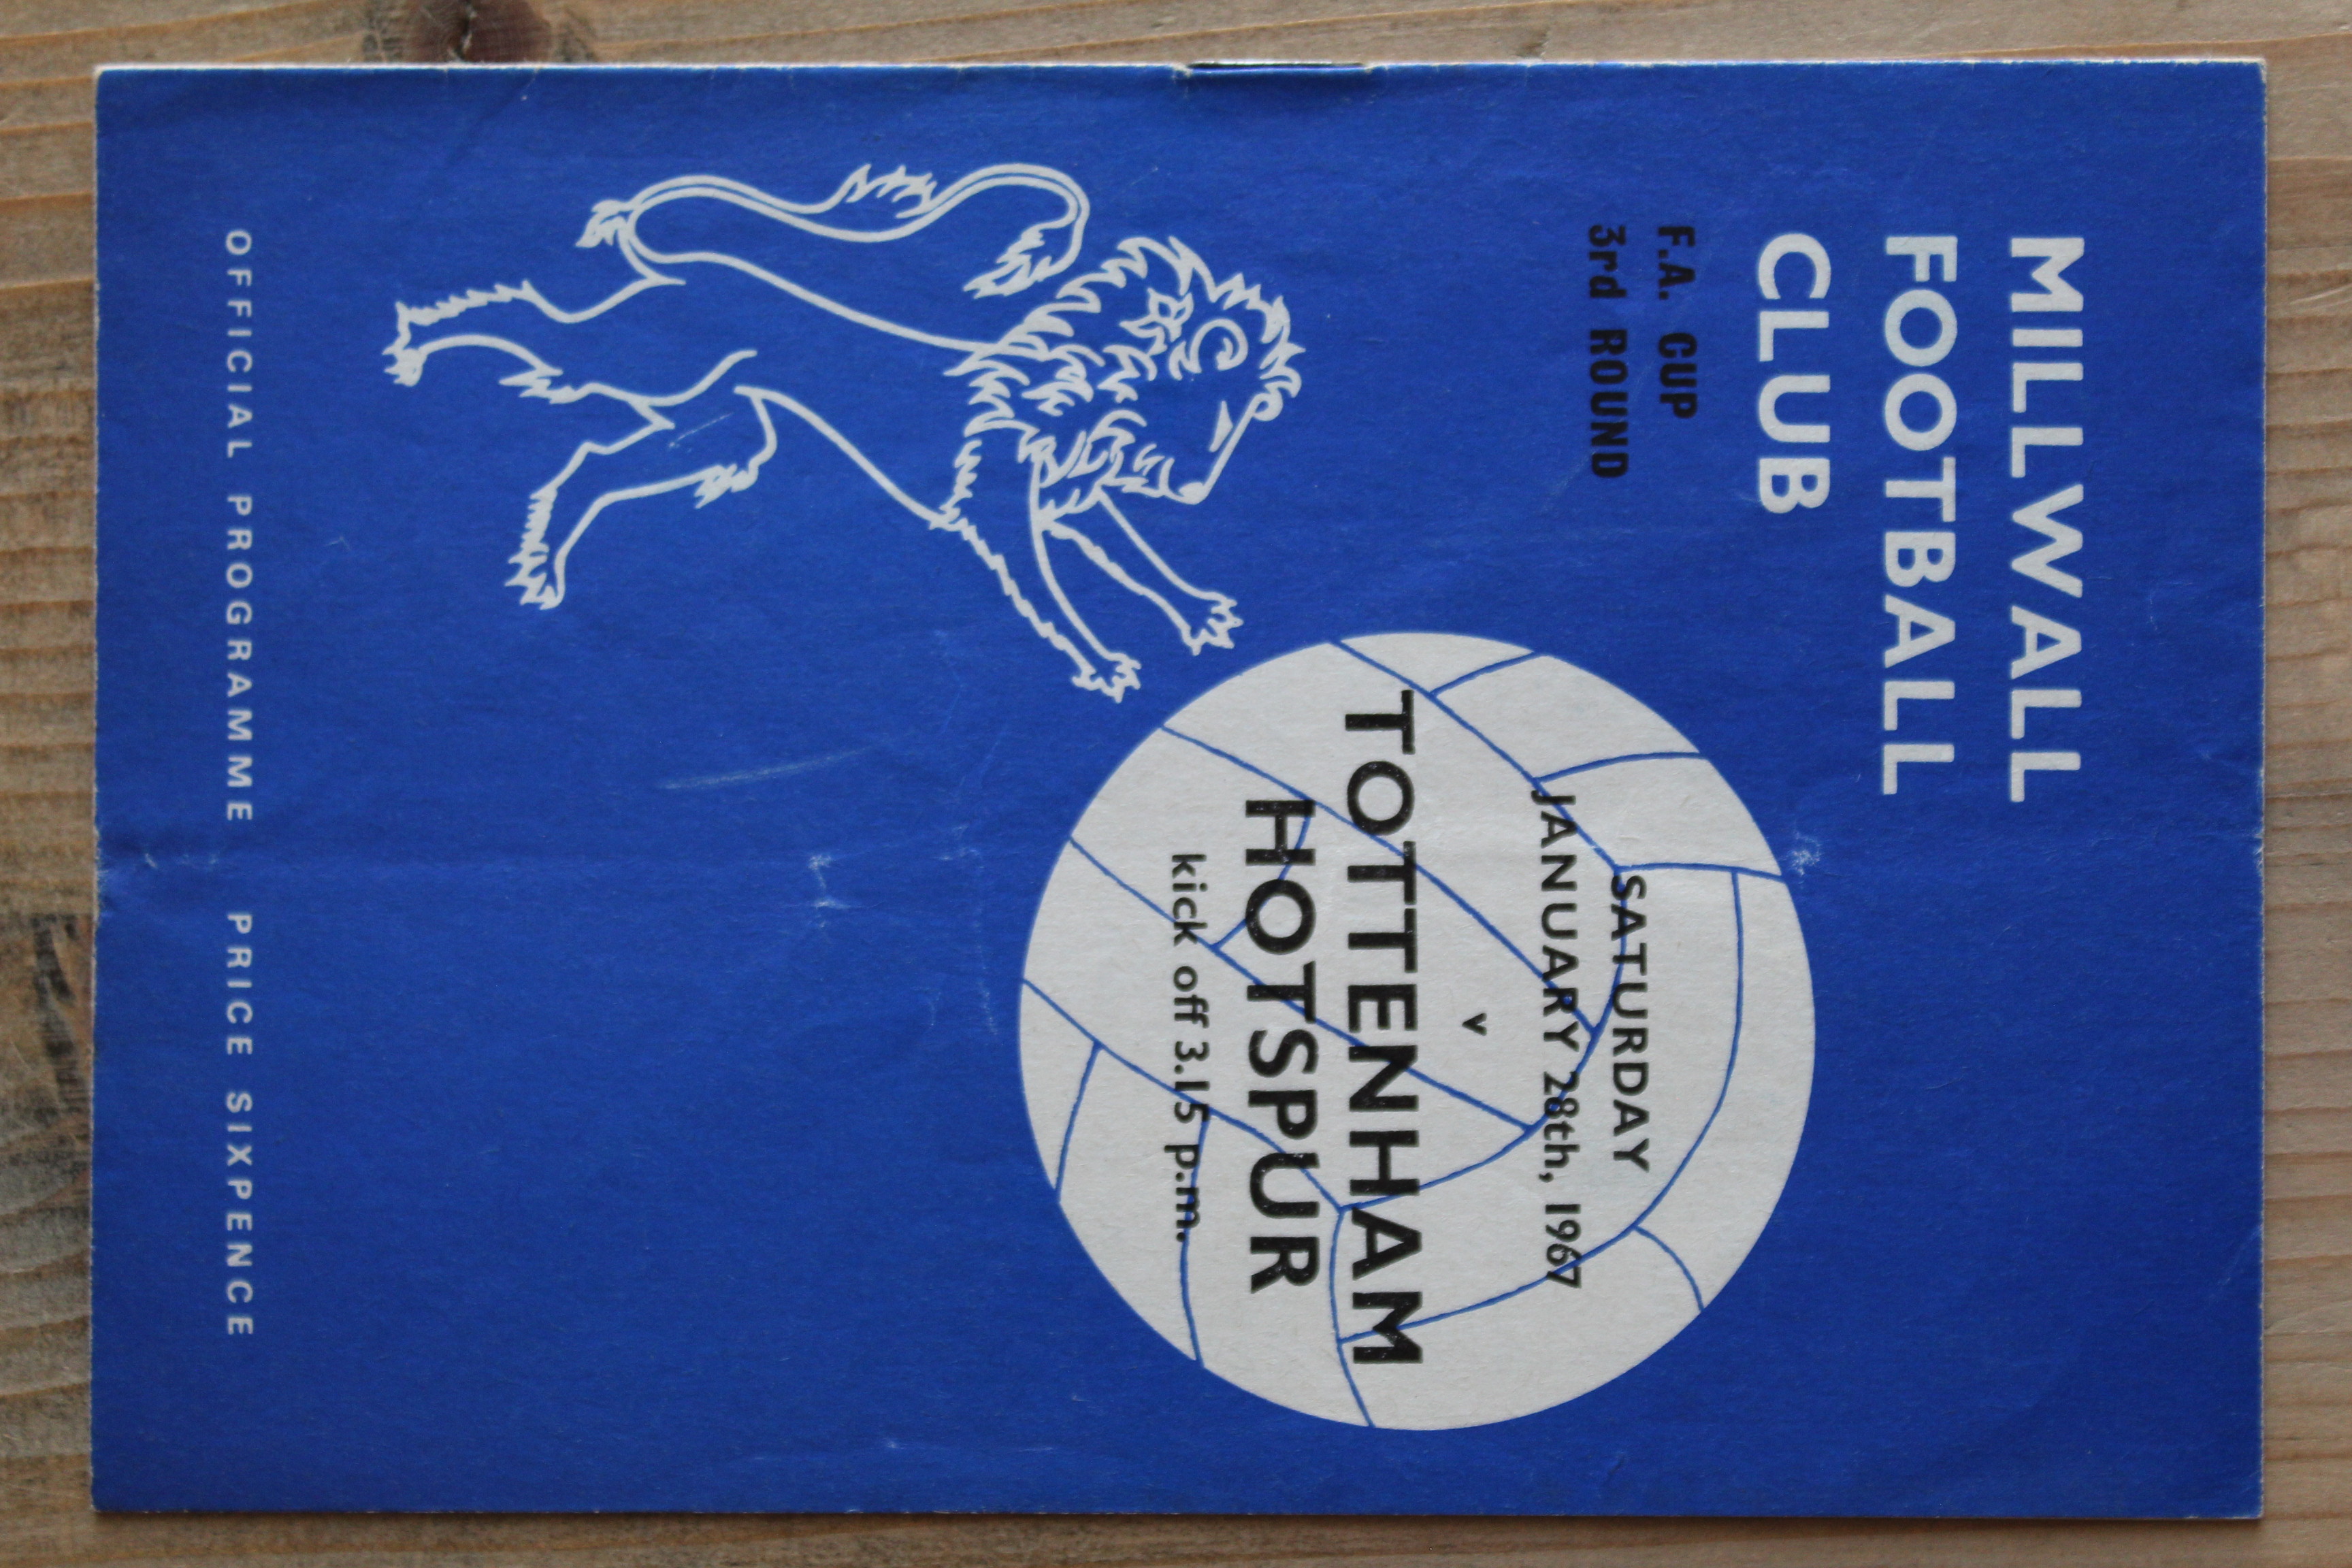 MILLWALL
FOOTBALL
CLUB
F.A. CUP
3rd ROUND
SATURDAY
JANUARY 28th, 1967
v
TOTTENHAM
HOTSPUR
kick off 3.15 p.m.
OFFICIAL PROGRAMME PRICE SIXPENCE